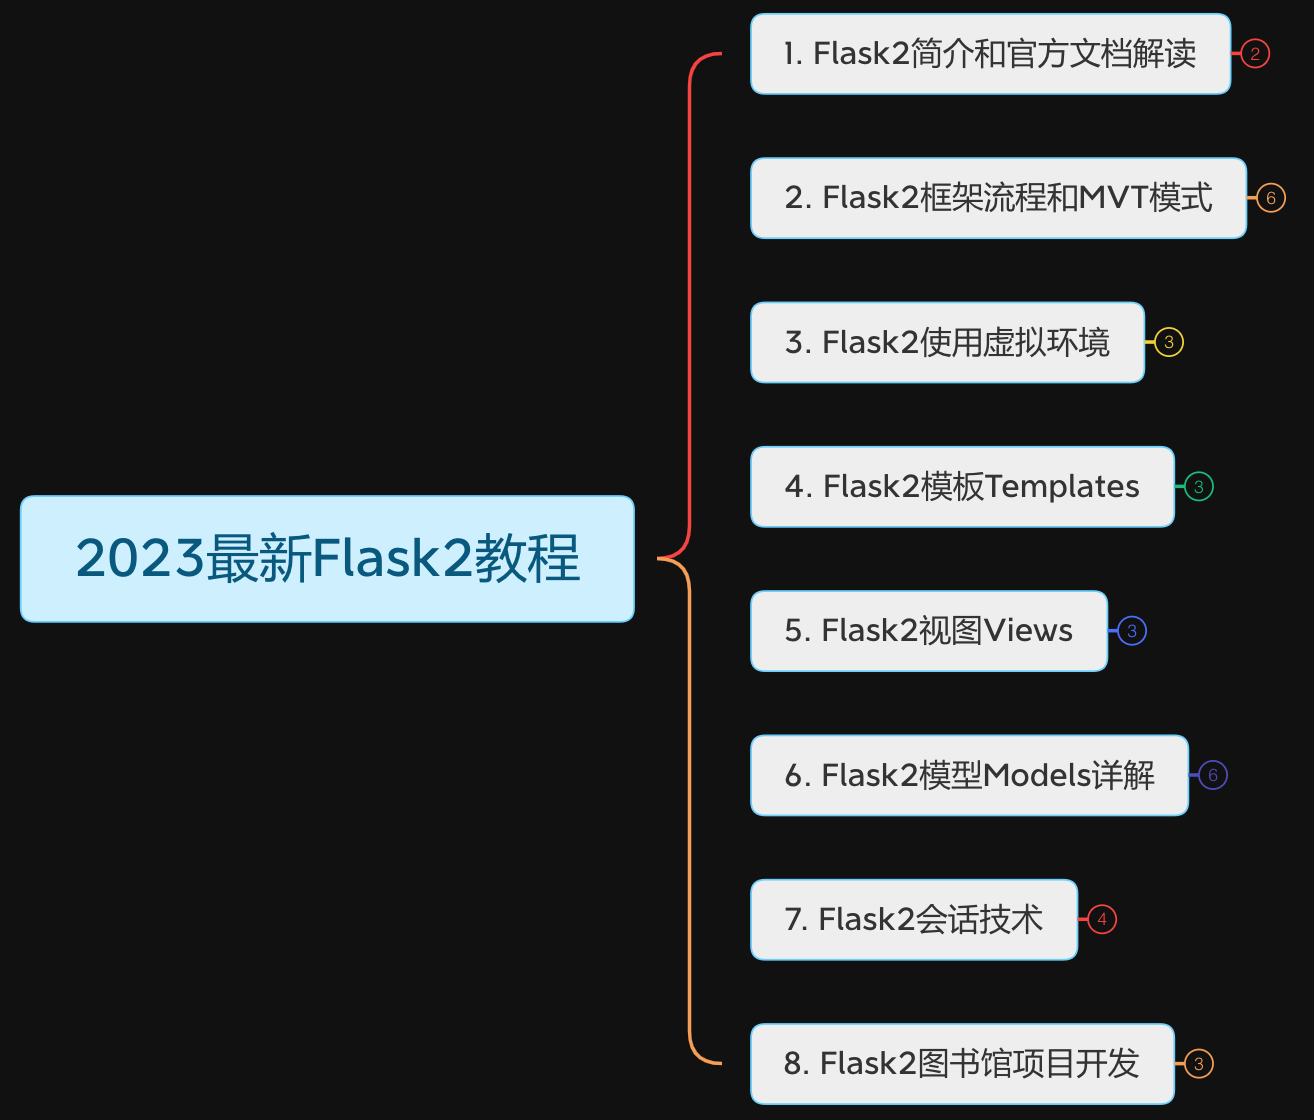 2023最新Flask2教程
1. Flask2简介和官方文档解读
2
2. Flask2框架流程和MVT模式
6
3. Flask2使用虚拟环境
3
4. Flask2模板Templates
3
5. Flask2视图Views
3
6. Flask2模型Models详解
6
7. Flask2会话技术
4
8. Flask2图书馆项目开发
3